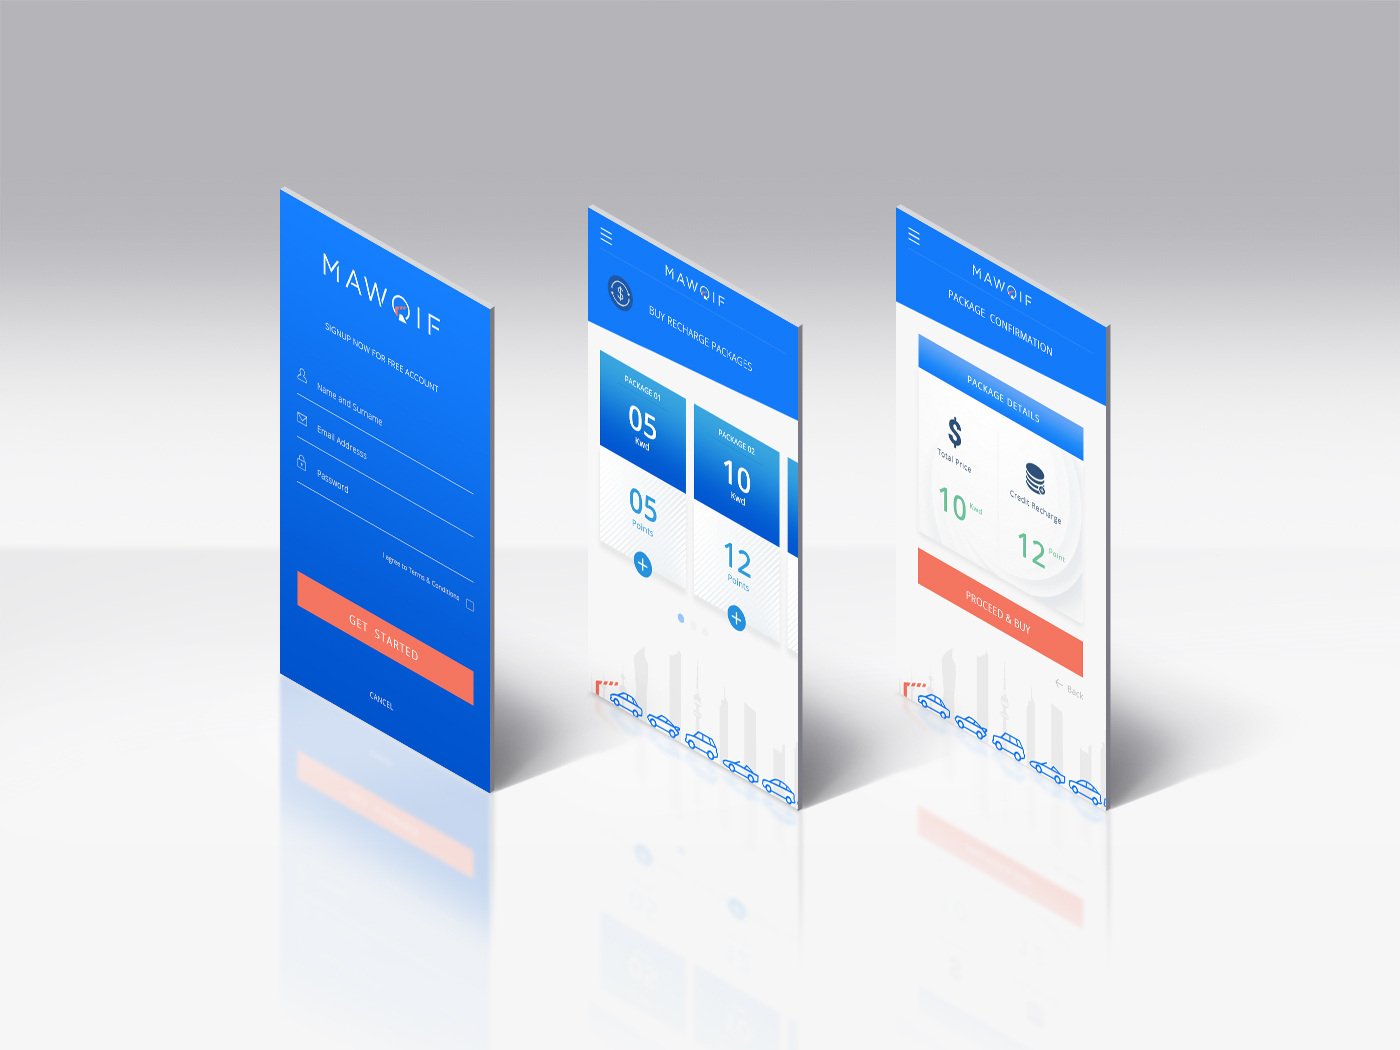 MAWQIF
SIGNUP NOW FOR FREE ACCOUNT
Name and Surname
Email Addresss
Password
I agree to Terms & Conditions
GET STARTED
CANCEL
MAWQIF
BUY RECHARGE PACKAGES
PACKAGE 01
05
Kwd
05
Points
PACKAGE 02
10
Kwd
12
Points
MAWQIF
PACKAGE CONFIRMATION
PACKAGE DETAILS
Total Price
10 Kwd
Credit Recharge
12 Point
PROCEED & BUY
Back